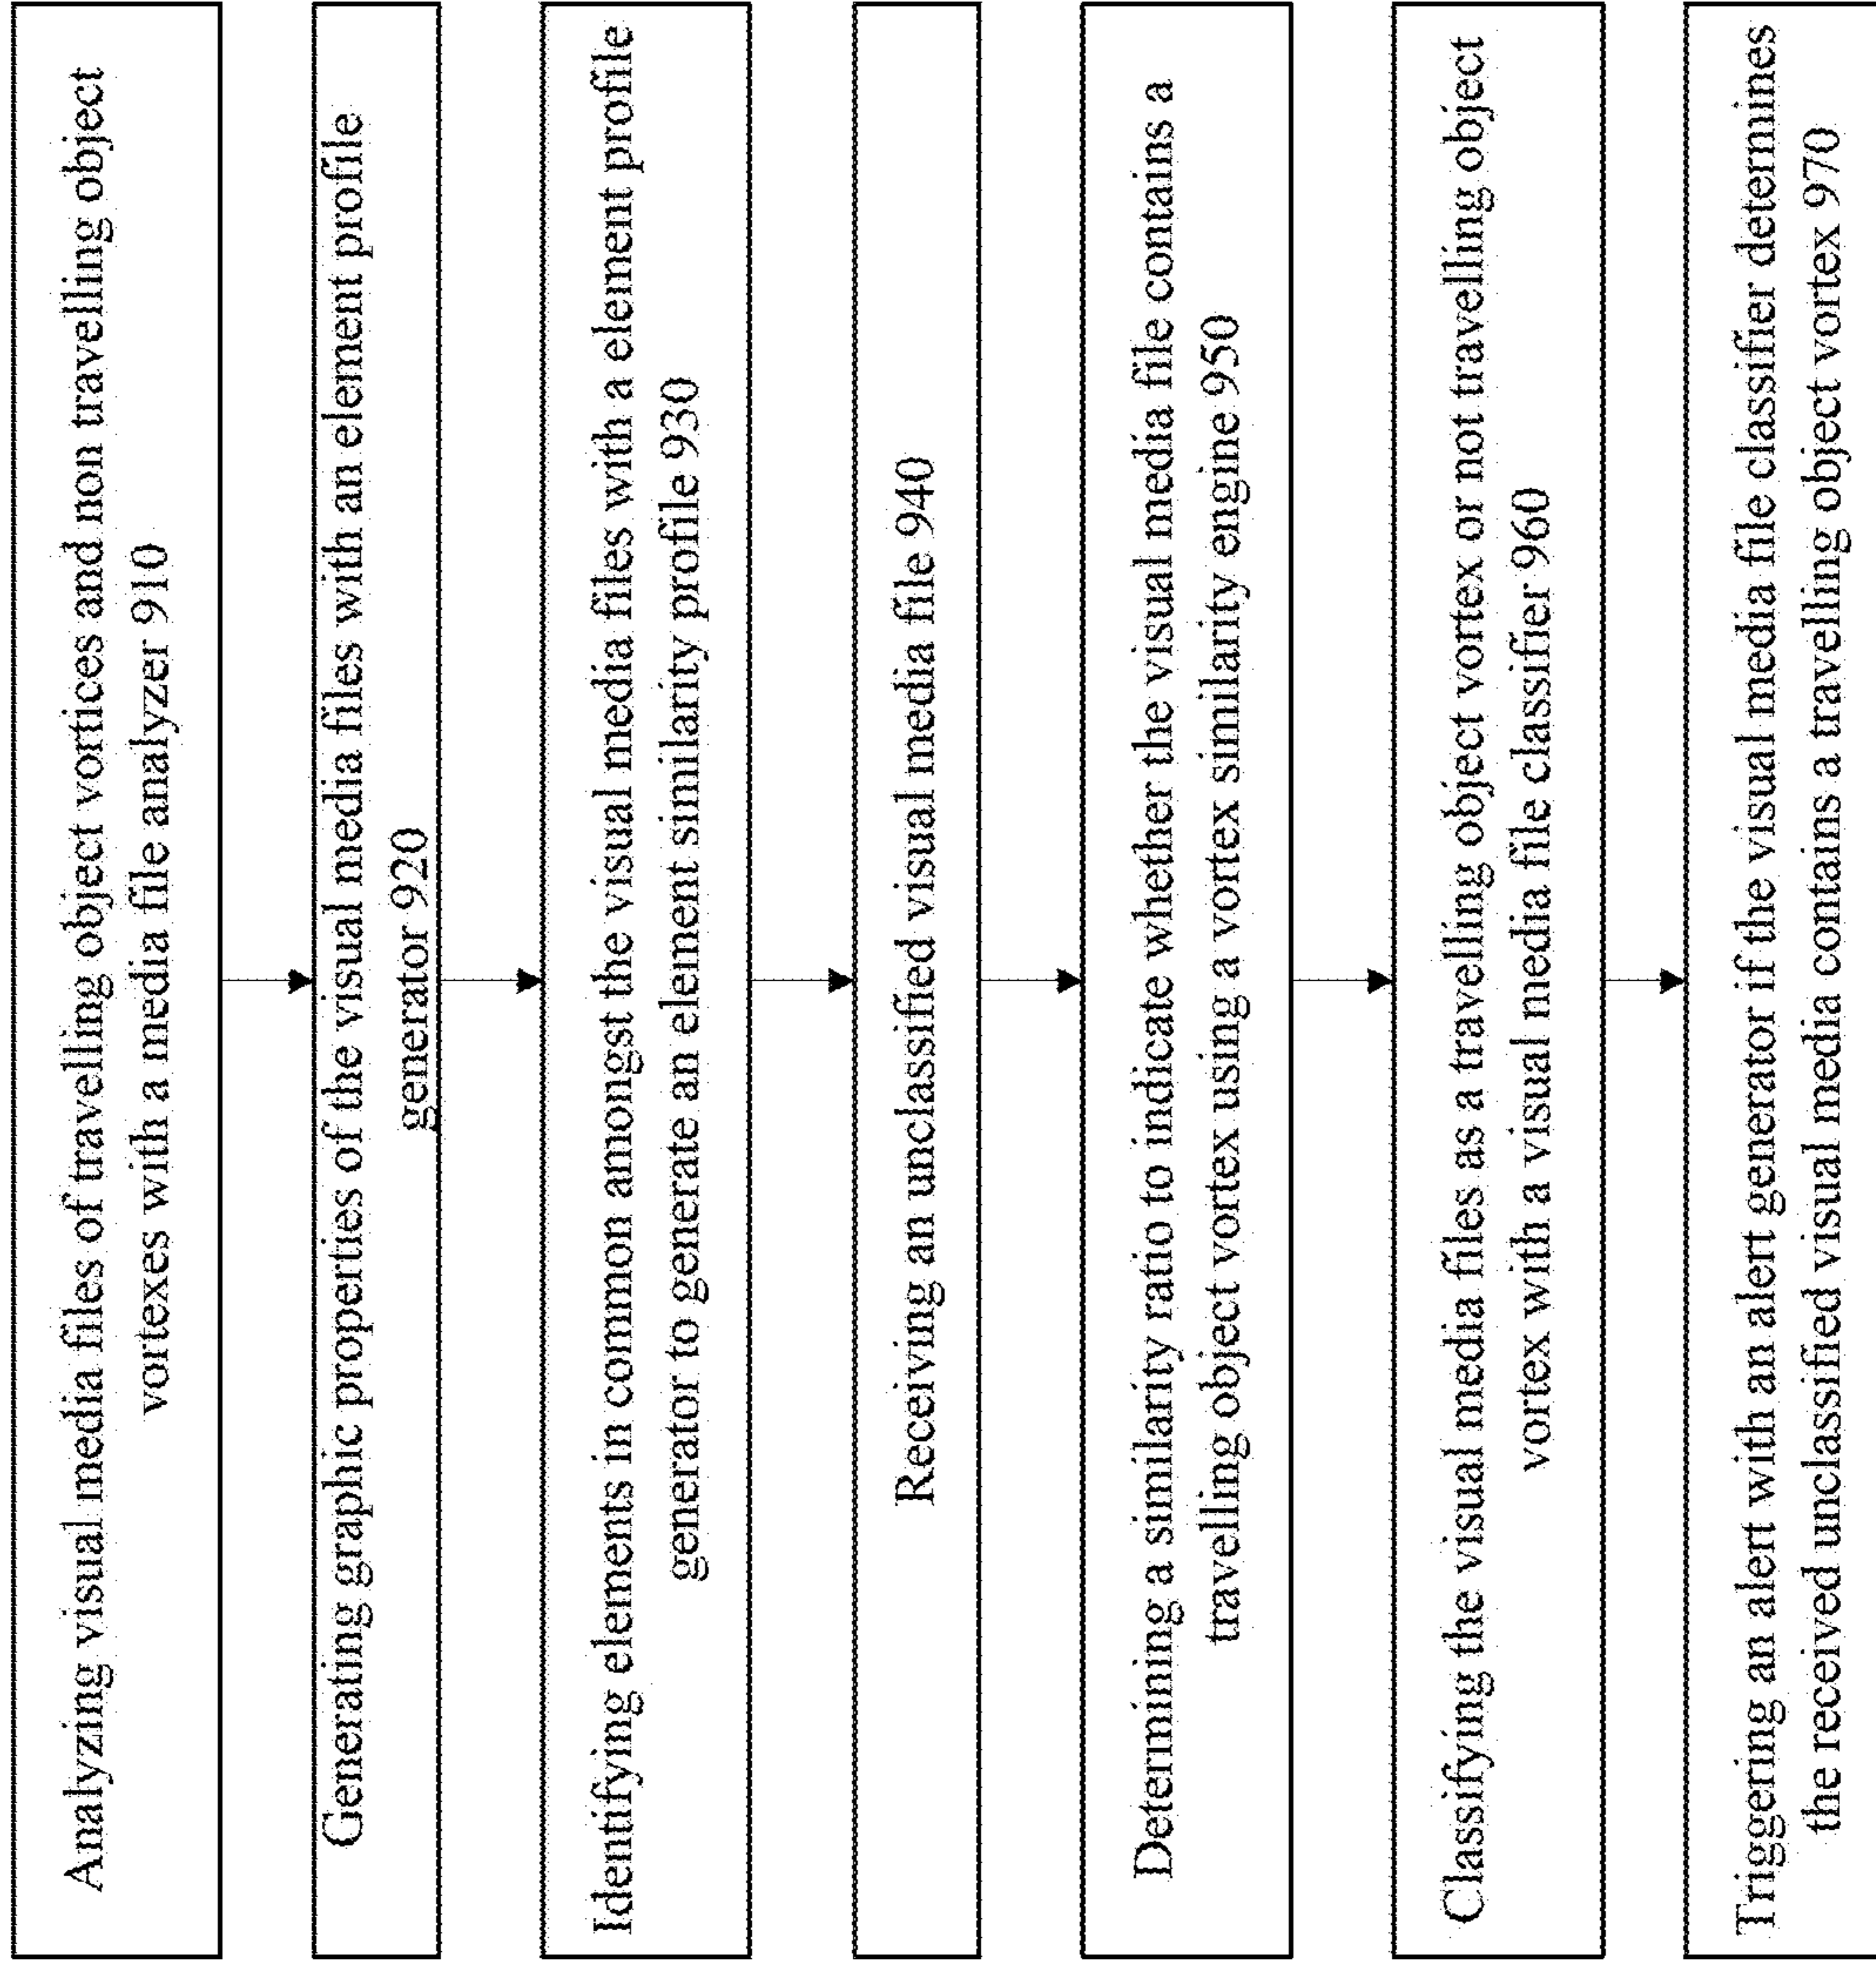 Analyzing visual media files of travelling object vortices and non travelling object
vortexes with a media file analyzer 910
Generating graphic properties of the visual media files with an element profile
generator 920
Identifying elements in common amongst the visual media files with a element profile
generator to generate an element similarity profile 930
Receiving an unclassified visual media file 940
Determining a similarity ratio to indicate whether the visual media file contains a
travelling object vortex using a vortex similarity engine 950
Classifying the visual media files as a travelling object vortex or not travelling object
vortex with a visual media file classifier 960
Triggering an alert with an alert generator if the visual media file classifier determines
the received unclassified visual media contains a travelling object vortex 970